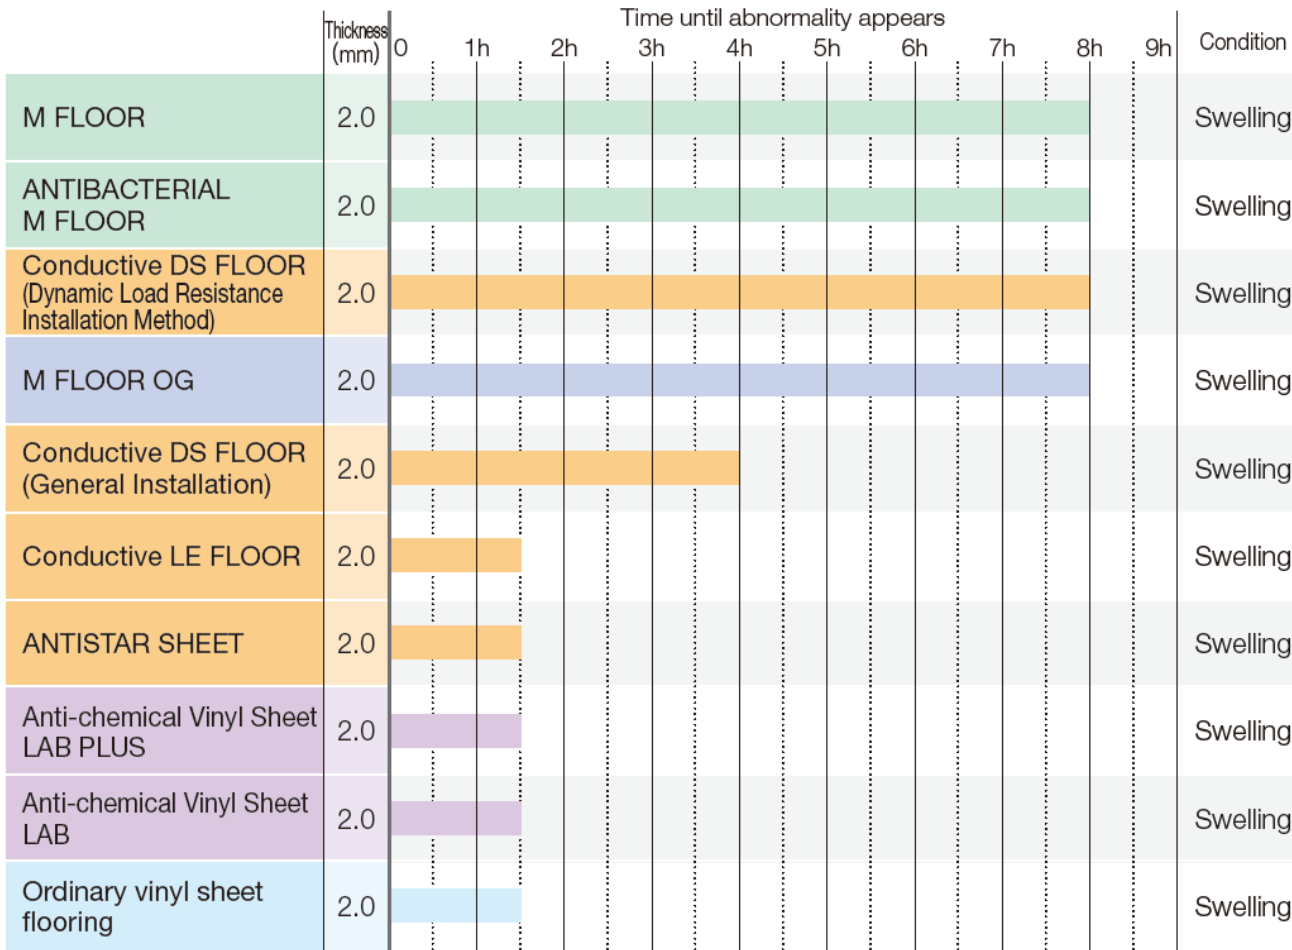 Time until abnormality appears
Thickness
(mm)
0 1h 2h 3h 4h 5h 6h 7h 8h 9h
Condition
M FLOOR 2.0 Swelling
ANTIBACTERIAL
M FLOOR
2.0 Swelling
Conductive DS FLOOR
(Dynamic Load Resistance
Installation Method)
2.0 Swelling
M FLOOR OG 2.0 Swelling
Conductive DS FLOOR
(General Installation)
2.0 Swelling
Conductive LE FLOOR 2.0 Swelling
ANTISTAR SHEET 2.0 Swelling
Anti-chemical Vinyl Sheet
LAB PLUS
2.0 Swelling
Anti-chemical Vinyl Sheet
LAB
2.0 Swelling
Ordinary vinyl sheet
flooring
2.0 Swelling